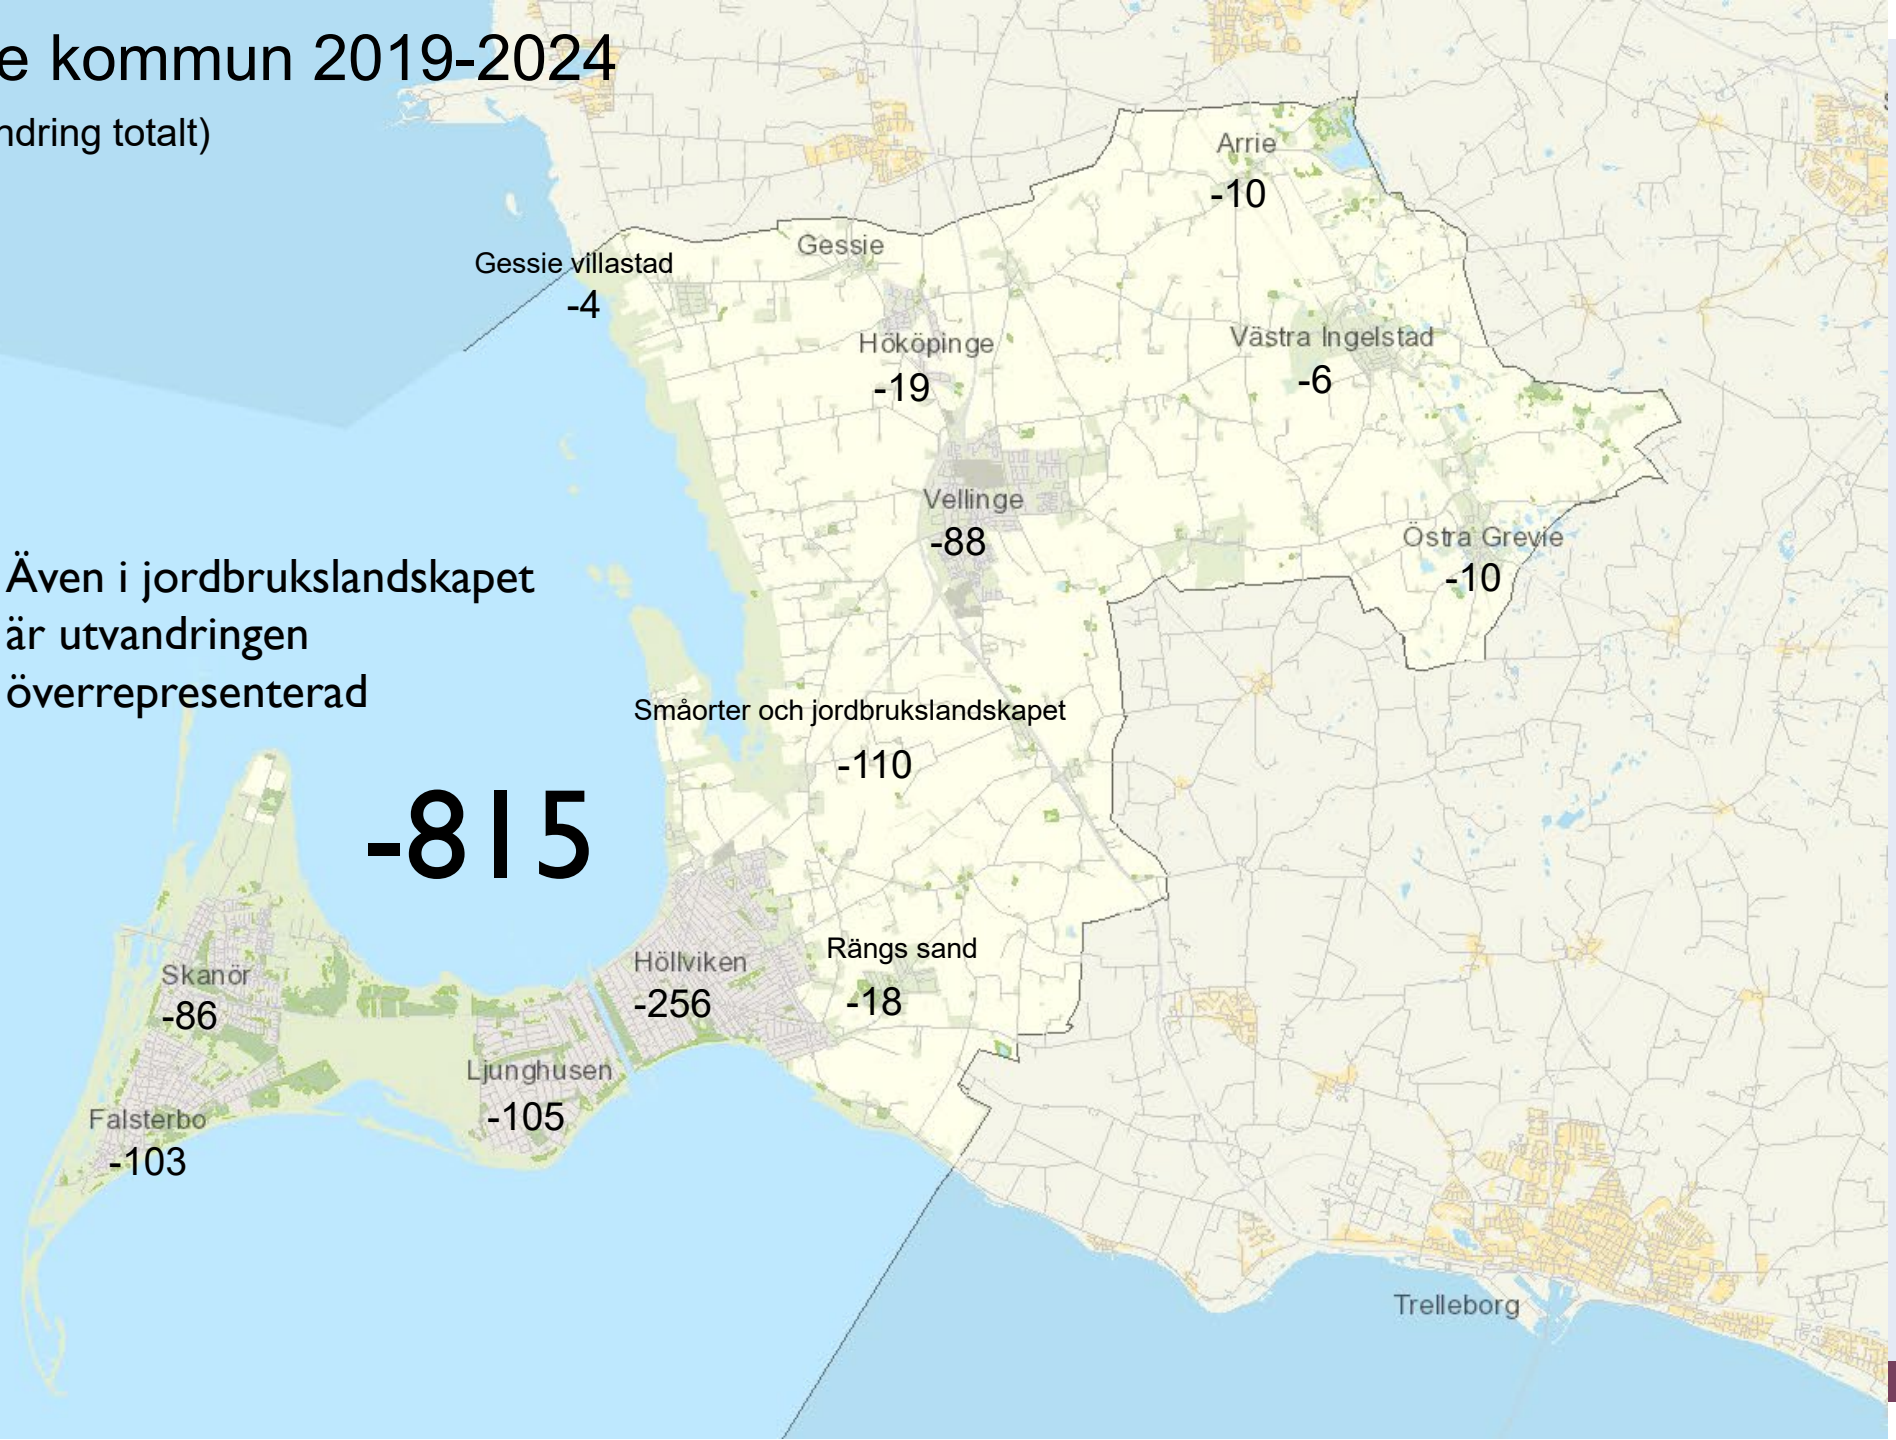 e kommun 2019-2024
ndring totalt)
Arrie
-10
Gessie
Gessie villastad
-4
Hököpinge
-19
Västra Ingelstad
-6
Vellinge
-88
Östra Grevie
-10
Även i jordbrukslandskapet
är utvandringen
överrepresenterad
Småorter och jordbrukslandskapet
-110
-815
Skanör
-86
Höllviken
-256
Rängs sand
-18
Ljunghusen
-105
Falsterbo
-103
Trelleborg